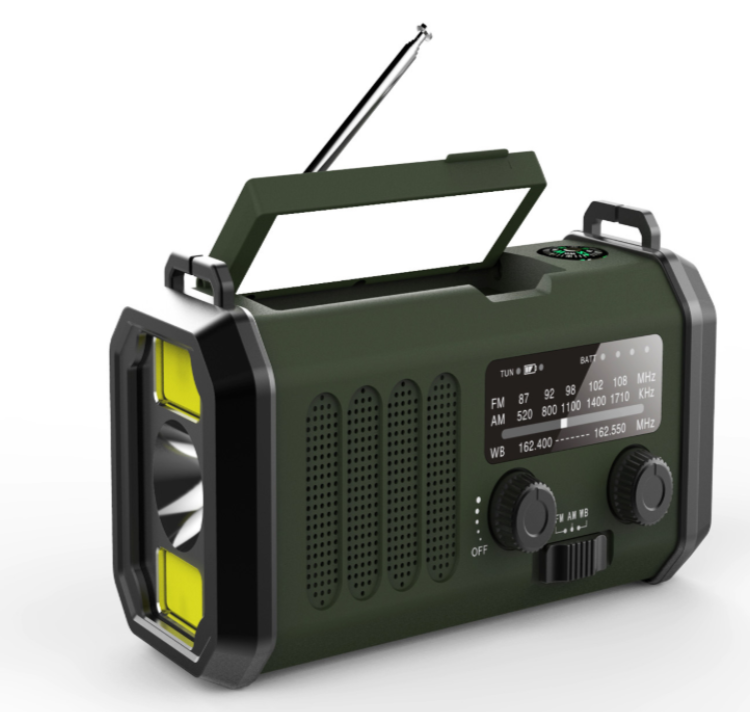 TUN
BATT
FM 87 92 98 102 108 MHz
AM 520 800 1100 1400 1710 KHz
WB 162.400 ------- 162.550 MHz
FM AM WB
OFF